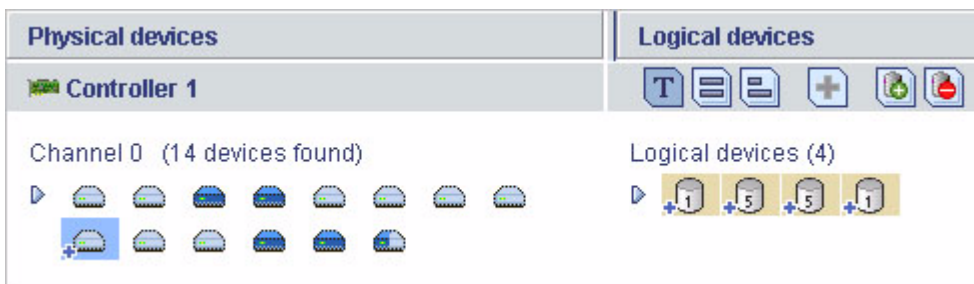 Physical devices
Logical devices
Controller 1
T
Channel 0 (14 devices found)
Logical devices (4)
1 5 5 1